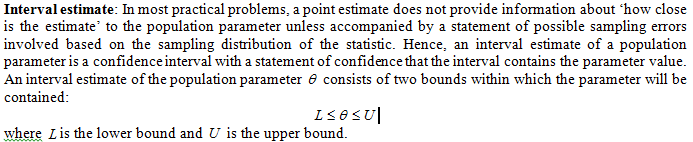 Interval estimate: In most practical problems, a point estimate does not provide information about ‘how close
is the estimate’ to the population parameter unless accompanied by a statement of possible sampling errors
involved based on the sampling distribution of the statistic. Hence, an interval estimate of a population
parameter is a confidence interval with a statement of confidence that the interval contains the parameter value.
An interval estimate of the population parameter θ consists of two bounds within which the parameter will be
contained:
L ≤ θ ≤ U
where L is the lower bound and U is the upper bound.